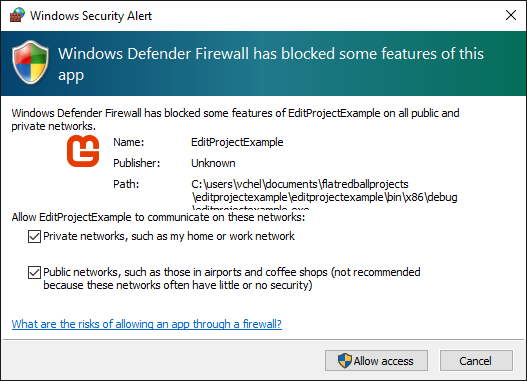 Windows Security Alert
Windows Defender Firewall has blocked some features of this
app
Windows Defender Firewall has blocked some features of EditProjectExample on all public and
private networks.
Name: EditProjectExample
Publisher: Unknown
Path: C:\users\vchel\documents\flatredballprojects
\editprojectexample\editprojectexample\bin\x86\debug
\editprojectexample.exe
Allow EditProjectExample to communicate on these networks:
Private networks, such as my home or work network
Public networks, such as those in airports and coffee shops (not recommended
because these networks often have little or no security)
What are the risks of allowing an app through a firewall?
Allow access
Cancel